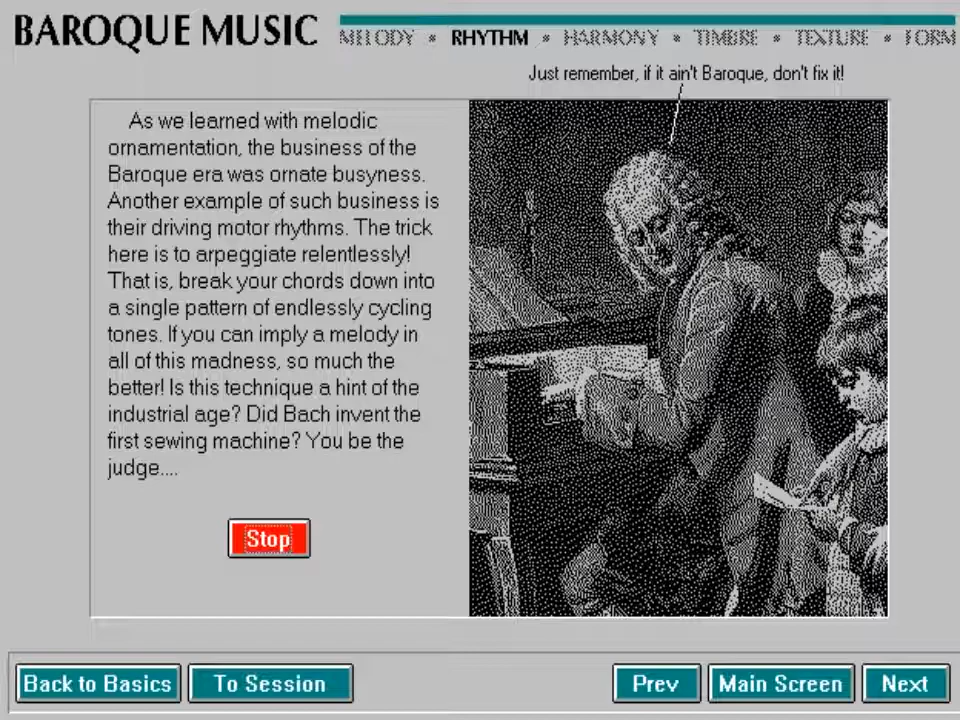 BAROQUE MUSIC
MELODY * RHYTHM * HARMONY * TIMBRE * TEXTURE * FORM
Just remember, if it ain't Baroque, don't fix it!
As we learned with melodic
ornamentation, the business of the
Baroque era was ornate busyness.
Another example of such business is
their driving motor rhythms. The trick
here is to arpeggiate relentlessly!
That is, break your chords down into
a single pattern of endlessly cycling
tones. If you can imply a melody in
all of this madness, so much the
better! Is this technique a hint of the
industrial age? Did Bach invent the
first sewing machine? You be the
judge....
Stop
Back to Basics To Session Prev Main Screen Next